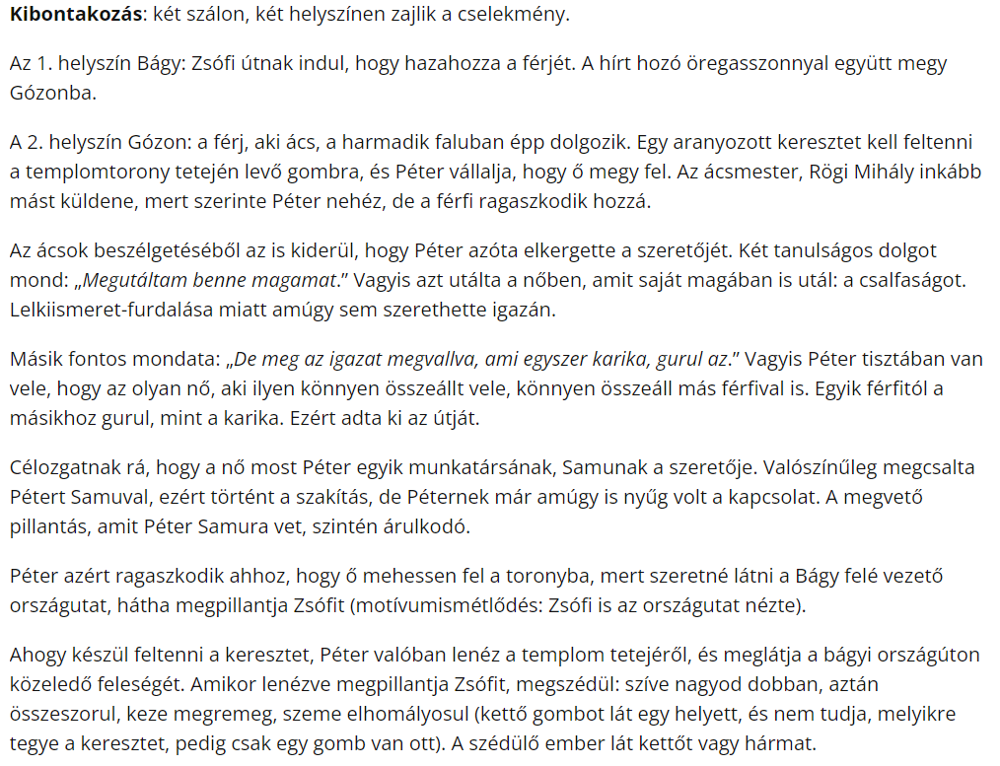 Kibontakozás: két szálon, két helyszínen zajlik a cselekmény.
Az 1. helyszín Bágy: Zsófi útnak indul, hogy hazahozza a férjét. A hírt hozó öregasszonnyal együtt megy
Gózonba.
A 2. helyszín Gózon: a férj, aki ács, a harmadik faluban épp dolgozik. Egy aranyozott keresztet kell feltenni
a templomtorony tetején levő gombra, és Péter vállalja, hogy ő megy fel. Az ácsmester, Rögi Mihály inkább
mást küldene, mert szerinte Péter nehéz, de a férfi ragaszkodik hozzá.
Az ácsok beszélgetéséből az is kiderül, hogy Péter azóta elkergette a szeretőjét. Két tanulságos dolgot
mond: „Megutáltam benne magamat.” Vagyis azt utálta a nőben, amit saját magában is utál: a csalfaságot.
Lelkiismeret-furdalása miatt amúgy sem szerethette igazán.
Másik fontos mondata: „De meg az igazat megvallva, ami egyszer karika, gurul az.” Vagyis Péter tisztában van
vele, hogy az olyan nő, aki ilyen könnyen összeállt vele, könnyen összeáll más férfival is. Egyik férfitól a
másikhoz gurul, mint a karika. Ezért adta ki az útját.
Célozgatnak rá, hogy a nő most Péter egyik munkatársának, Samunak a szeretője. Valószínűleg megcsalta
Pétert Samuval, ezért történt a szakítás, de Péternek már amúgy is nyűg volt a kapcsolat. A megvető
pillantás, amit Péter Samura vet, szintén árulkodó.
Péter azért ragaszkodik ahhoz, hogy ő mehessen fel a toronyba, mert szeretné látni a Bágy felé vezető
országutat, hátha megpillantja Zsófit (motívumismétlődés: Zsófi is az országutat nézte).
Ahogy készül feltenni a keresztet, Péter valóban lenéz a templom tetejéről, és meglátja a bágyi országúton
közeledő feleségét. Amikor lenézve megpillantja Zsófit, megszédül: szíve nagyod dobban, aztán
összeszorul, keze megremeg, szeme elhomályosul (kettő gombot lát egy helyett, és nem tudja, melyikre
tegye a keresztet, pedig csak egy gomb van ott). A szédülő ember lát kettőt vagy hármat.